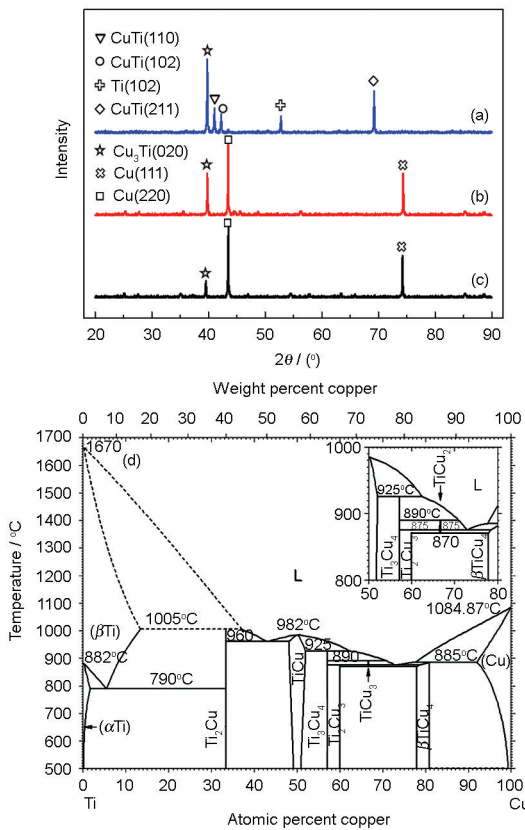 ▽ CuTi(110)
○ CuTi(102)
✚ Ti(102)
◇ CuTi(211)
☆ Cu₃Ti(020)
✖ Cu(111)
□ Cu(220)
(a)
(b)
(c)
Intensity
20 30 40 50 60 70 80 90
2θ / (°)
Weight percent copper
0 10 20 30 40 50 60 70 80 90 100
(d)
1670
1700
1600
1500
1400
1300
1200
1100
1000
900
800
700
600
500
Temperature / °C
L
1005°C
(βTi)
882°C
790°C
(αTi)
960
982°C
925
890
885°C
1084.87°C
(Cu)
Ti₂Cu
TiCu
Ti₃Cu₄
Ti₂Cu₃
TiCu₃
βTiCu₄
1000
900
800
50 60 70 80
925°C
890°C
875 875
870
TiCu₂
L
Ti₃Cu₄
Ti₂Cu₃
βTiCu₄
0 10 20 30 40 50 60 70 80 90 100
Ti
Cu
Atomic percent copper